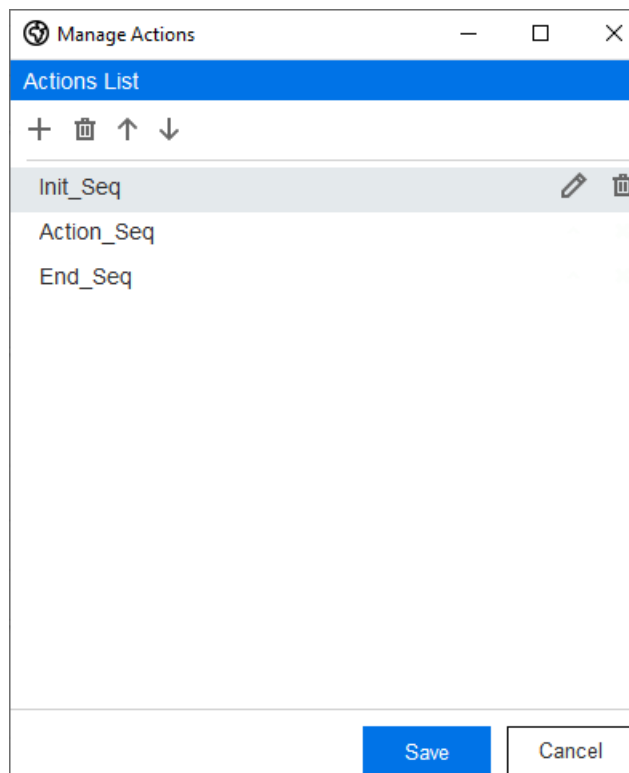 Manage Actions
Actions List
Init_Seq
Action_Seq
End_Seq
Save Cancel